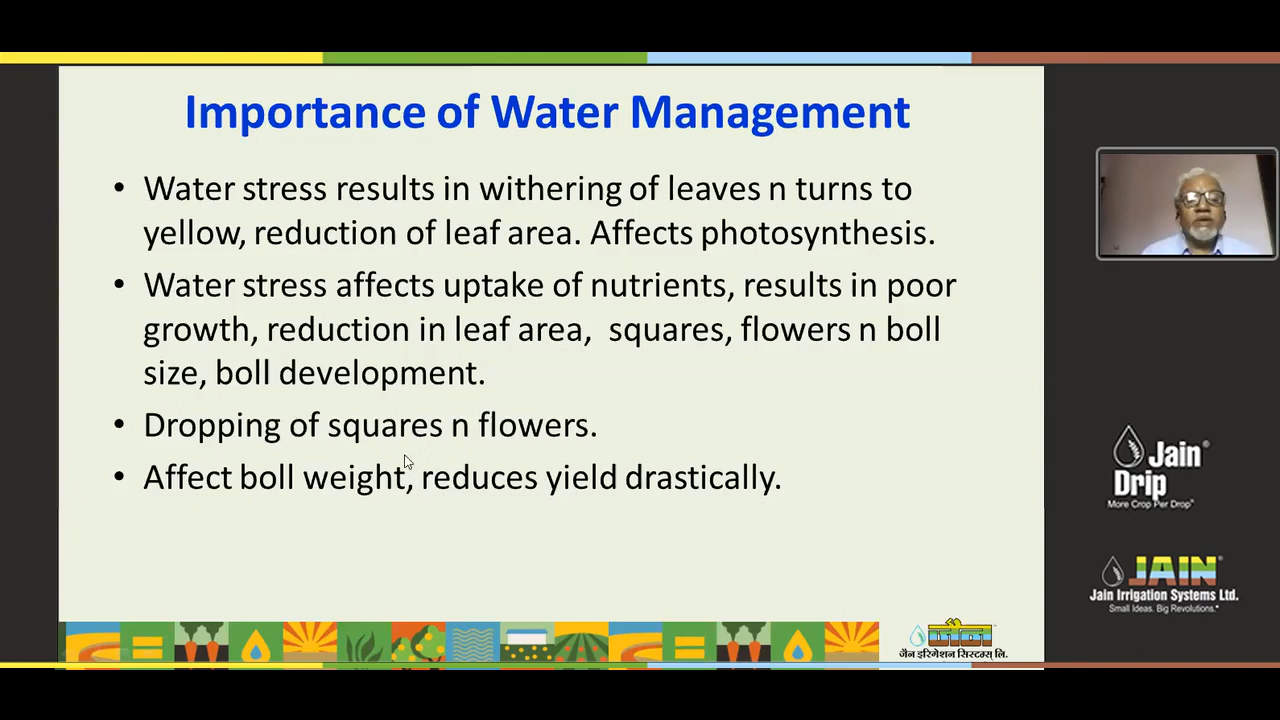 Importance of Water Management
• Water stress results in withering of leaves n turns to
yellow, reduction of leaf area. Affects photosynthesis.
• Water stress affects uptake of nutrients, results in poor
growth, reduction in leaf area, squares, flowers n boll
size, boll development.
• Dropping of squares n flowers.
• Affect boll weight, reduces yield drastically.
Jain®
Drip
More Crop Per Drop®
JAIN®
Jain Irrigation Systems Ltd.
Small Ideas. Big Revolutions.®
जैन
जैन इरिगेशन सिस्टम्स् लि.